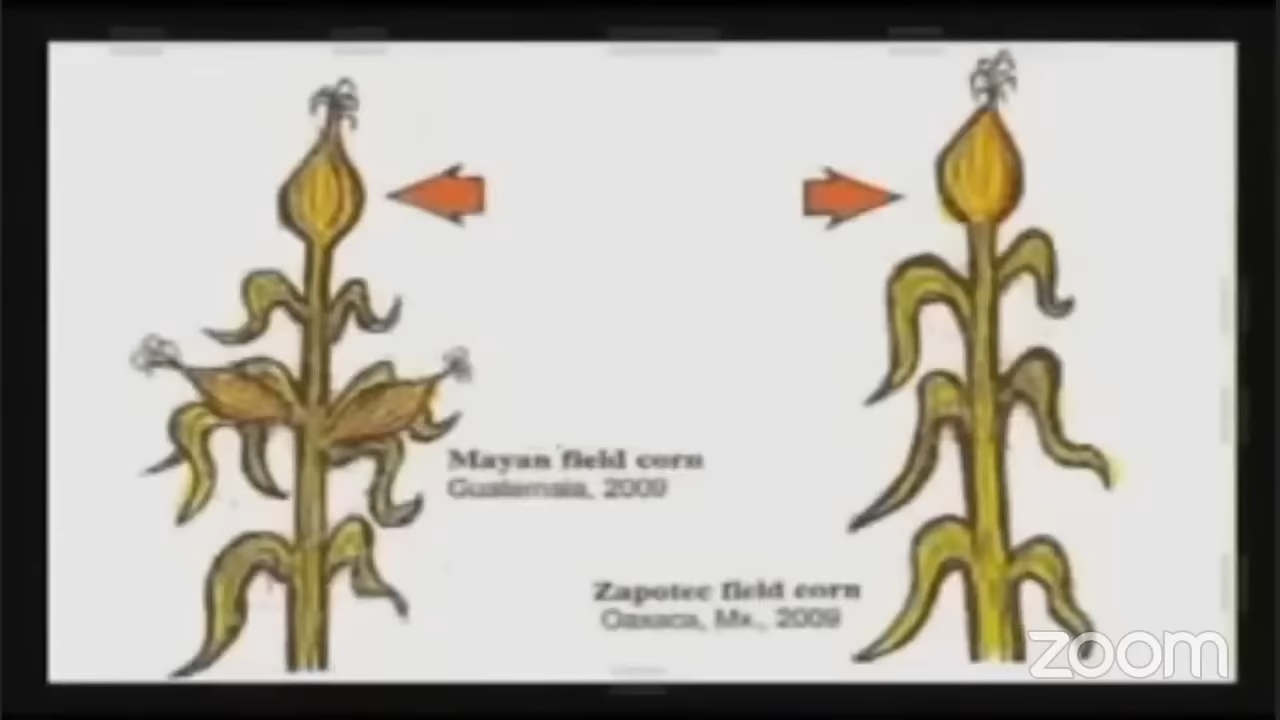 Mayan field corn
Guatemala, 2009
Zapotec field corn
Oaxaca, Mx., 2009
zoom